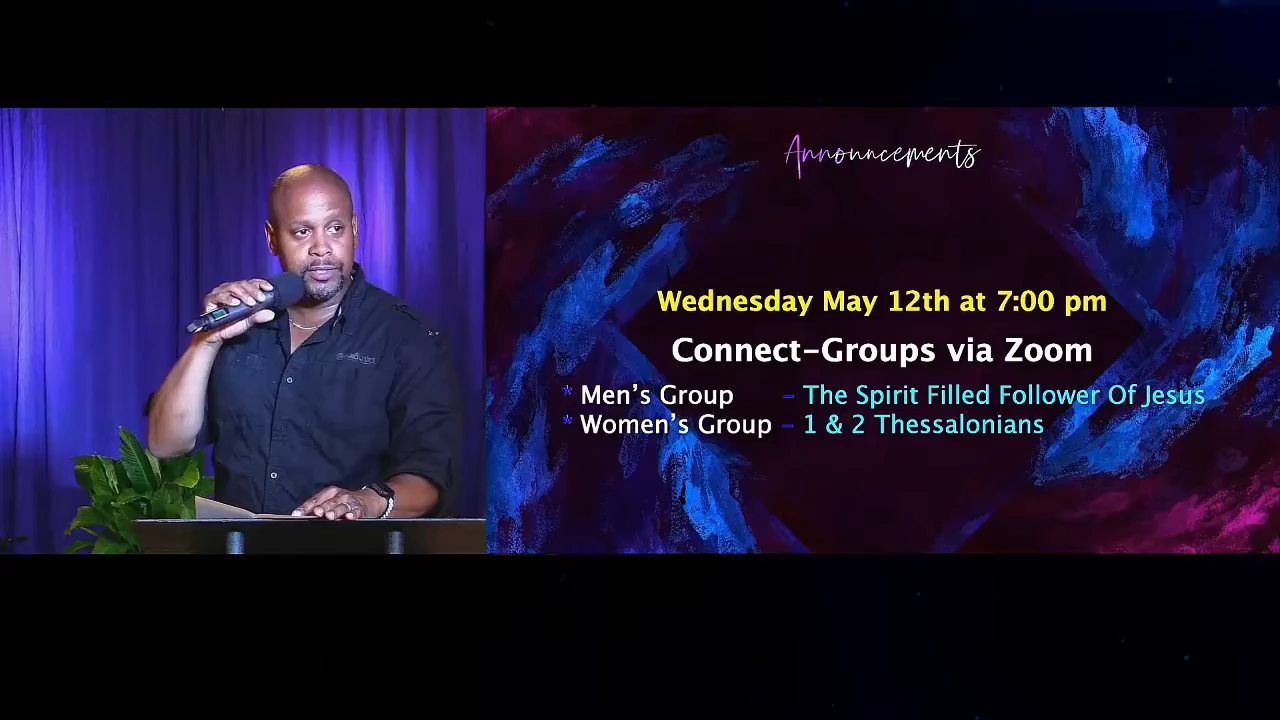 Announcements
Wednesday May 12th at 7:00 pm
Connect-Groups via Zoom
* Men's Group - The Spirit Filled Follower Of Jesus
* Women's Group - 1 & 2 Thessalonians